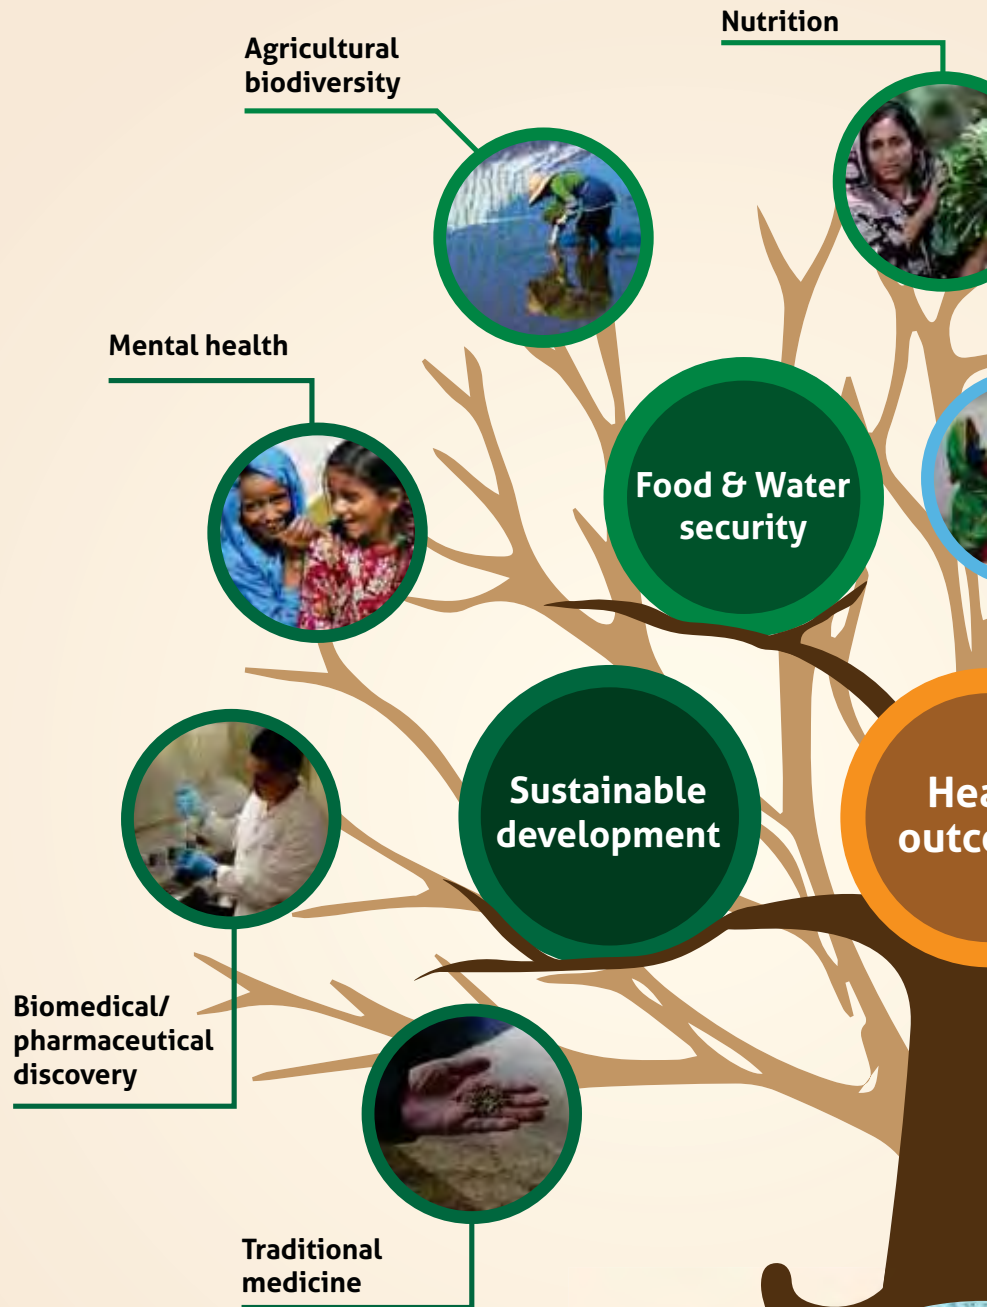 Nutrition
Agricultural
biodiversity
Mental health
Food & Water
security
Sustainable
development
Biomedical/
pharmaceutical
discovery
Traditional
medicine